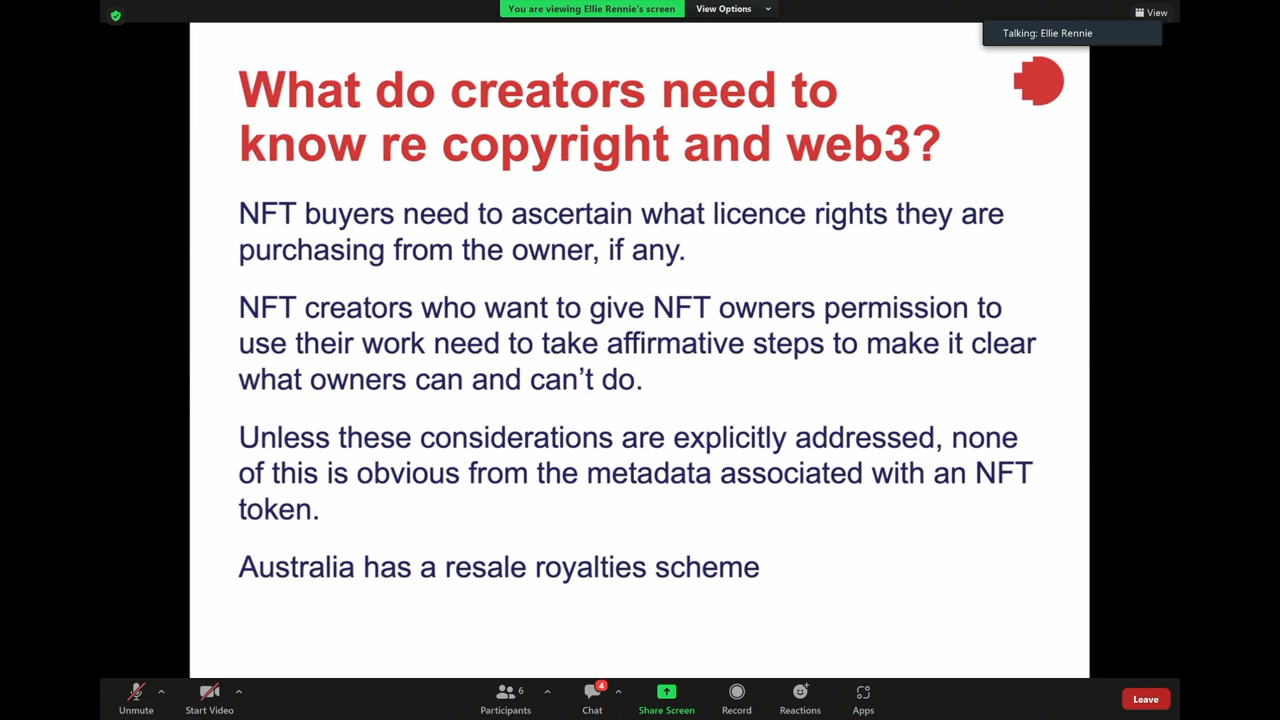 You are viewing Ellie Rennie's screen
View Options
View
Talking: Ellie Rennie
What do creators need to
know re copyright and web3?
NFT buyers need to ascertain what licence rights they are
purchasing from the owner, if any.
NFT creators who want to give NFT owners permission to
use their work need to take affirmative steps to make it clear
what owners can and can’t do.
Unless these considerations are explicitly addressed, none
of this is obvious from the metadata associated with an NFT
token.
Australia has a resale royalties scheme
Unmute
Start Video
6
Participants
4
Chat
Share Screen
Record
Reactions
Apps
Leave